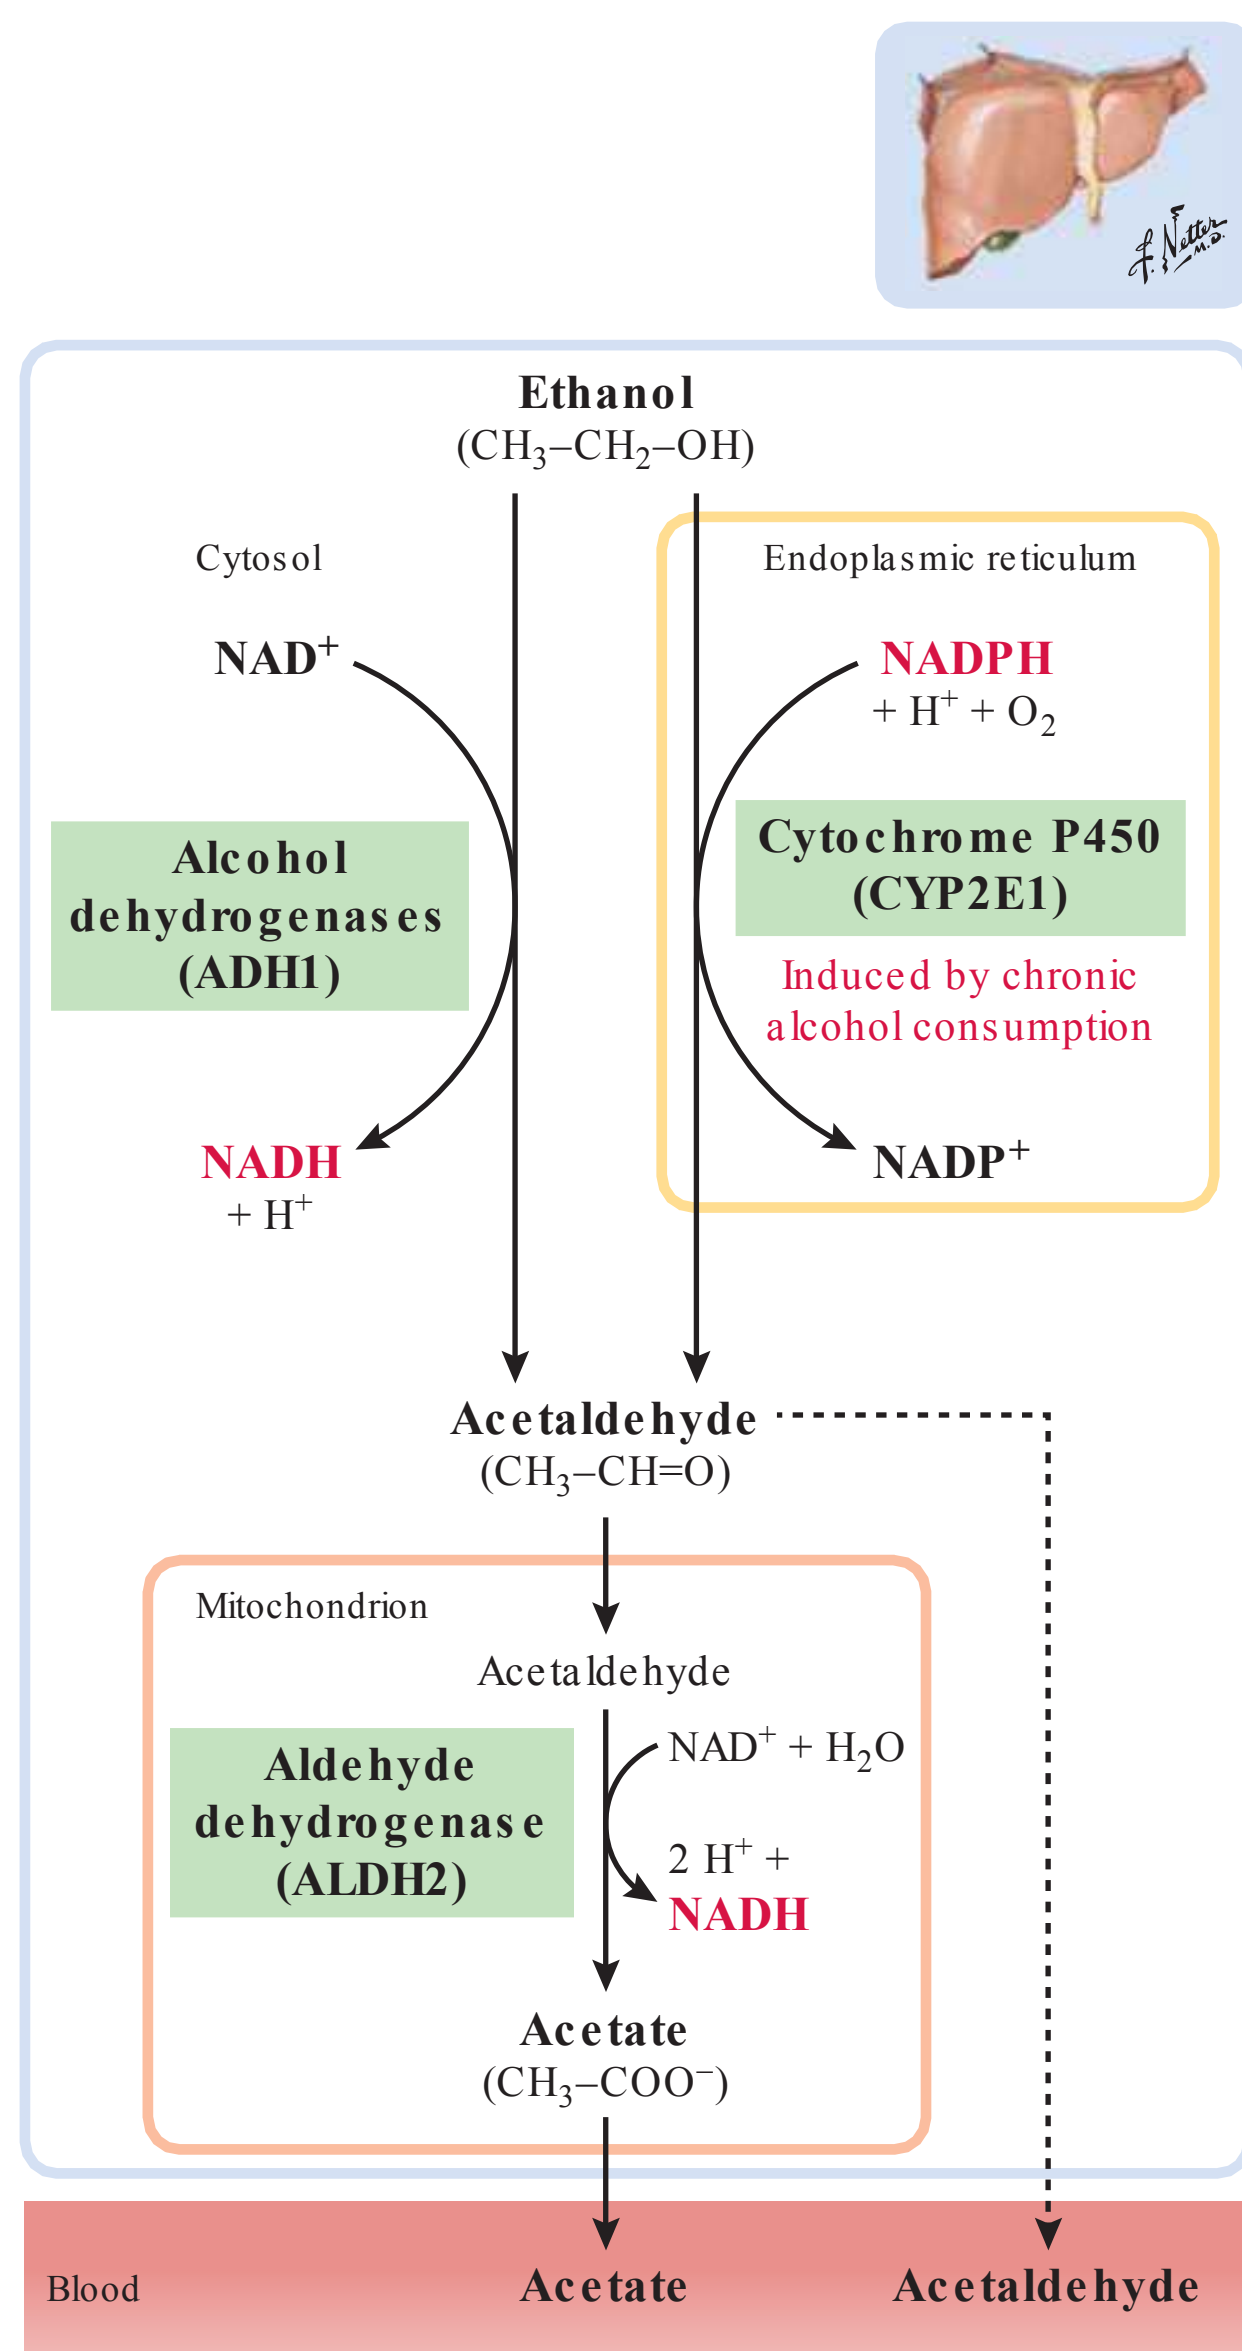 F. Netter M.D.
Ethanol
(CH₃–CH₂–OH)
Cytosol
Endoplasmic reticulum
NAD⁺
NADPH
+ H⁺ + O₂
Alcohol
dehydrogenases
(ADH1)
Cytochrome P450
(CYP2E1)
Induced by chronic
alcohol consumption
NADH
+ H⁺
NADP⁺
Acetaldehyde
(CH₃–CH=O)
Mitochondrion
Acetaldehyde
Aldehyde
dehydrogenase
(ALDH2)
NAD⁺ + H₂O
2 H⁺ +
NADH
Acetate
(CH₃–COO⁻)
Blood
Acetate
Acetaldehyde